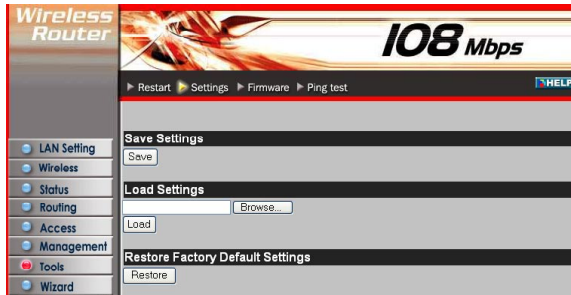 Wireless
Router
108 Mbps
Restart Settings Firmware Ping test
HELP
LAN Setting
Wireless
Status
Routing
Access
Management
Tools
Wizard
Save Settings
Save
Load Settings
Browse...
Load
Restore Factory Default Settings
Restore